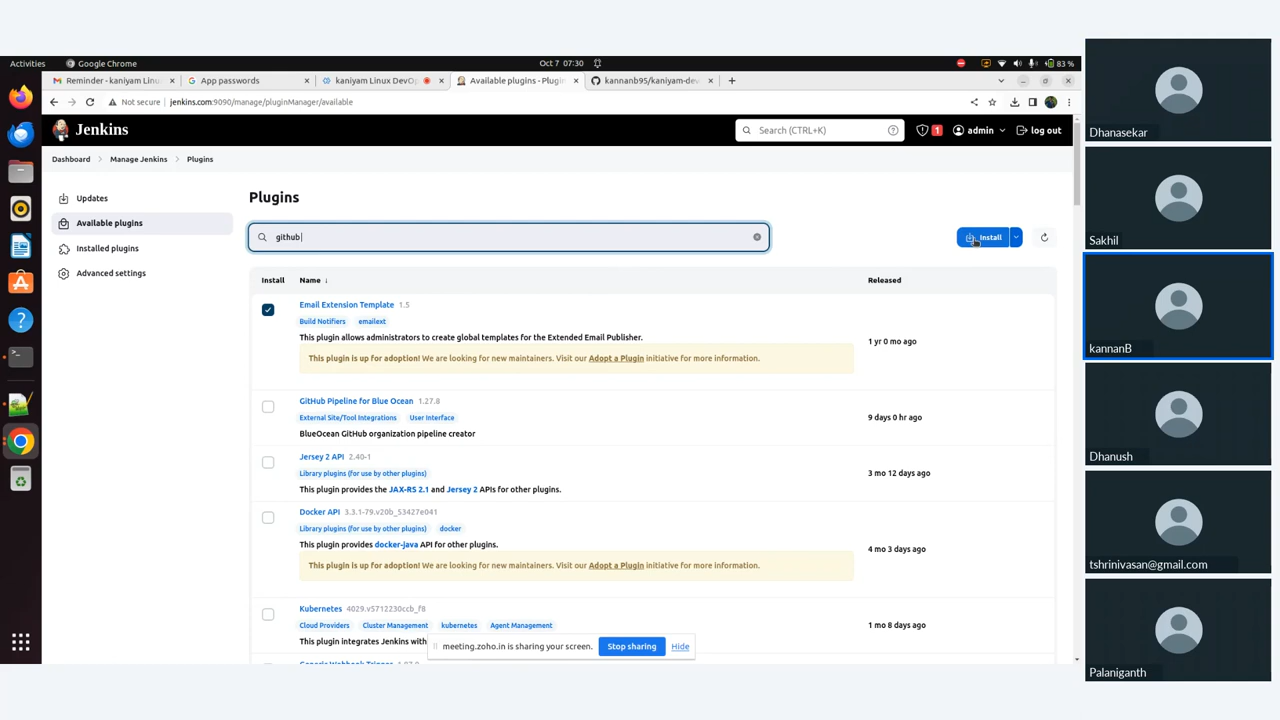 Activities
Google Chrome
Oct 7 07:30
83 %
Reminder - kaniyam Linu
App passwords
kaniyam Linux DevOp
Available plugins - Plugin
kannanb95/kaniyam-dev
Not secure
jenkins.com:9090/manage/pluginManager/available
Jenkins
Search (CTRL+K)
1
admin
log out
Dashboard
Manage Jenkins
Plugins
Updates
Available plugins
Installed plugins
Advanced settings
Plugins
github
Install
Install
Name ↓
Released
Email Extension Template 1.5
Build Notifiers
emailext
This plugin allows administrators to create global templates for the Extended Email Publisher.
This plugin is up for adoption! We are looking for new maintainers. Visit our Adopt a Plugin initiative for more information.
1 yr 0 mo ago
GitHub Pipeline for Blue Ocean 1.27.8
External Site/Tool Integrations
User Interface
BlueOcean GitHub organization pipeline creator
9 days 0 hr ago
Jersey 2 API 2.40-1
Library plugins (for use by other plugins)
This plugin provides the JAX-RS 2.1 and Jersey 2 APIs for other plugins.
3 mo 12 days ago
Docker API 3.3.1-79.v20b_53427e041
Library plugins (for use by other plugins)
docker
This plugin provides docker-java API for other plugins.
This plugin is up for adoption! We are looking for new maintainers. Visit our Adopt a Plugin initiative for more information.
4 mo 3 days ago
Kubernetes 4029.v5712230ccb_f8
Cloud Providers
Cluster Management
kubernetes
Agent Management
This plugin integrates Jenkins with
1 mo 8 days ago
meeting.zoho.in is sharing your screen.
Stop sharing
Hide
Dhanasekar
Sakhil
kannanB
Dhanush
tshrinivasan@gmail.com
Palaniganth